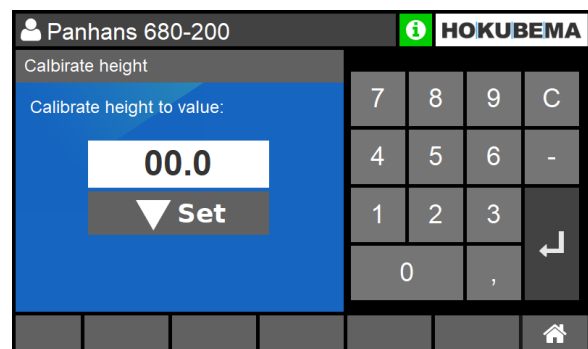 Panhans 680-200
i HOKUBEMA
Calbirate height
Calibrate height to value:
00.0
Set
7 8 9 C
4 5 6 -
1 2 3
0 ,